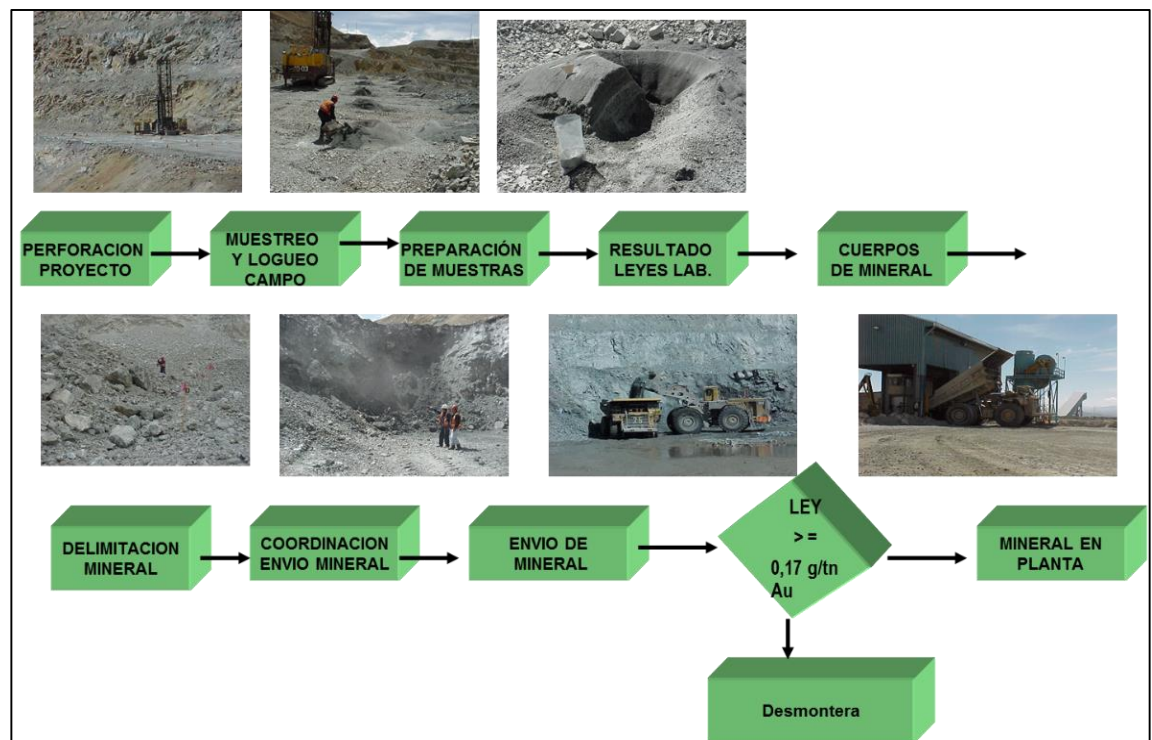 PERFORACION
PROYECTO
MUESTREO
Y LOGUEO
CAMPO
PREPARACIÓN
DE MUESTRAS
RESULTADO
LEYES LAB.
CUERPOS
DE MINERAL
DELIMITACION
MINERAL
COORDINACION
ENVIO MINERAL
ENVIO DE
MINERAL
LEY
> =
0,17 g/tn
Au
MINERAL EN
PLANTA
Desmontera